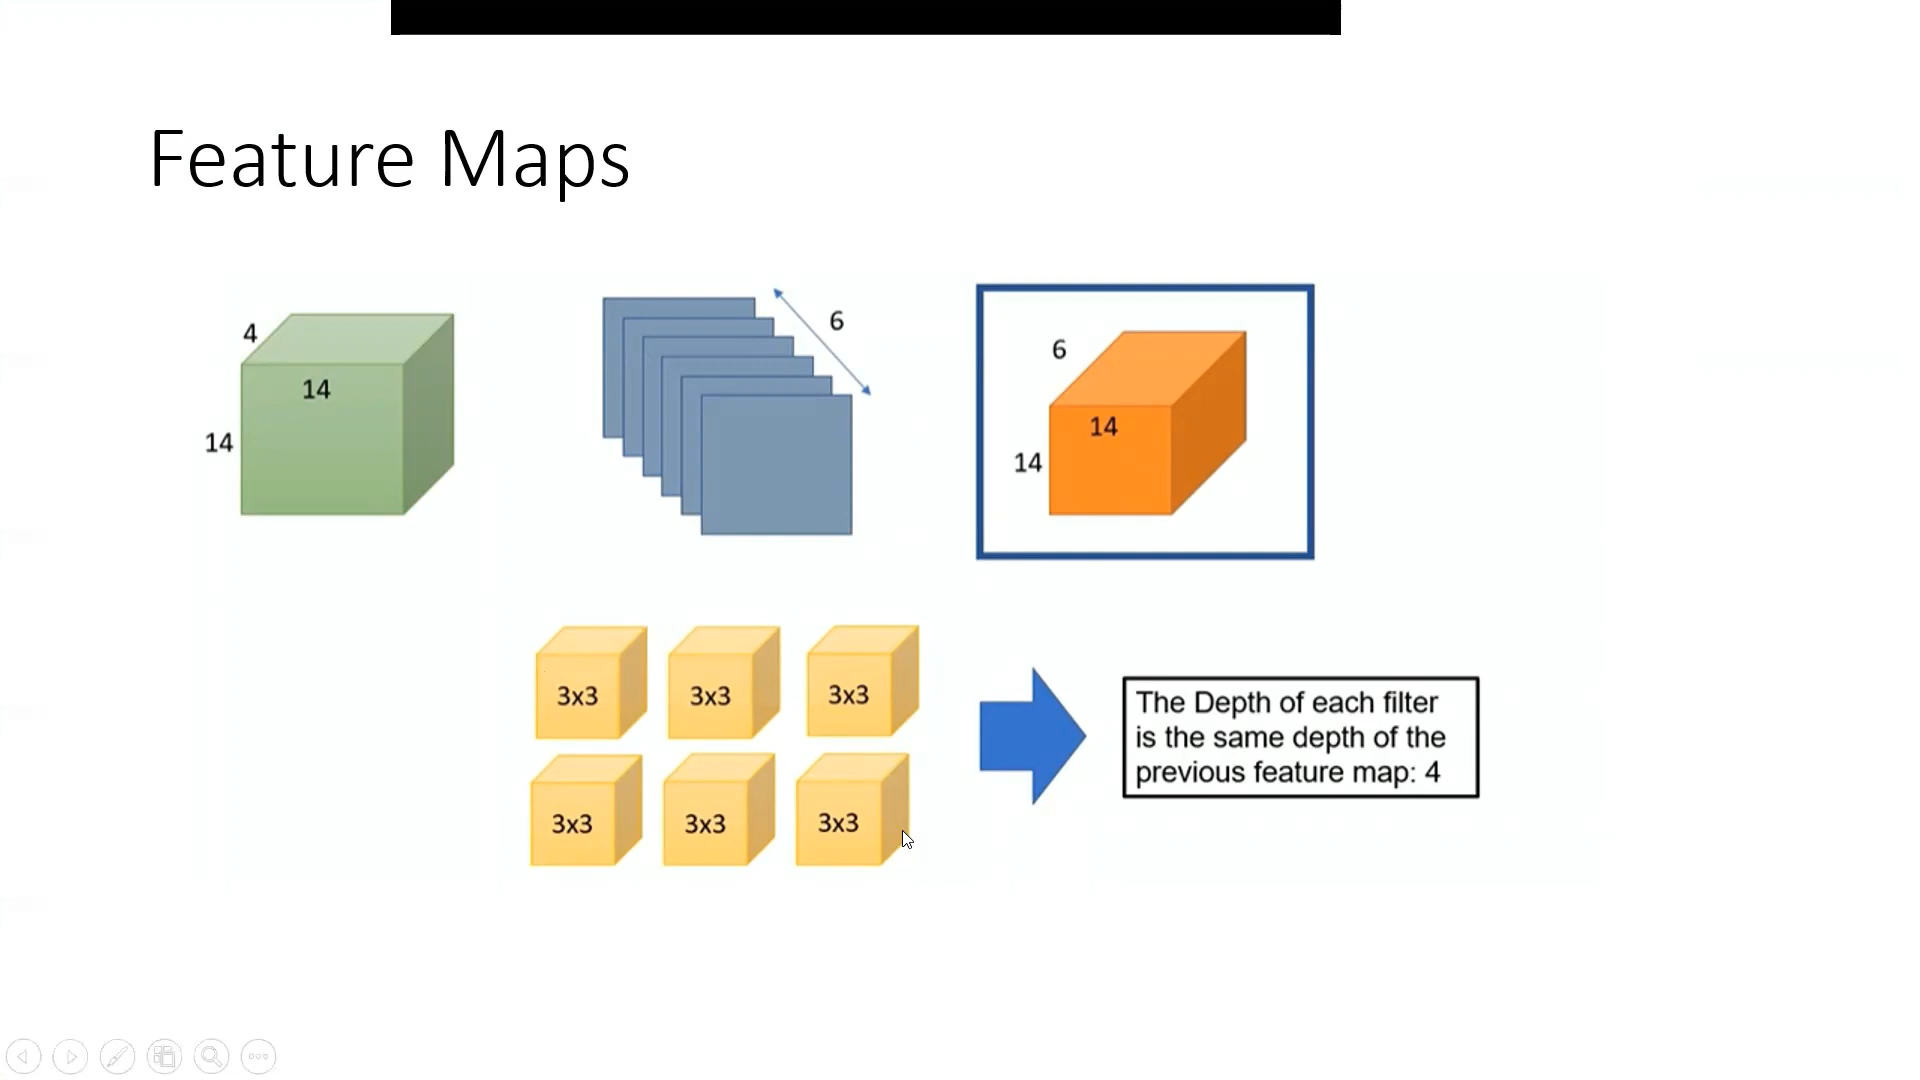 Feature Maps
4
14
14
6
6
14
14
3x3
3x3
3x3
3x3
3x3
3x3
The Depth of each filter
is the same depth of the
previous feature map: 4